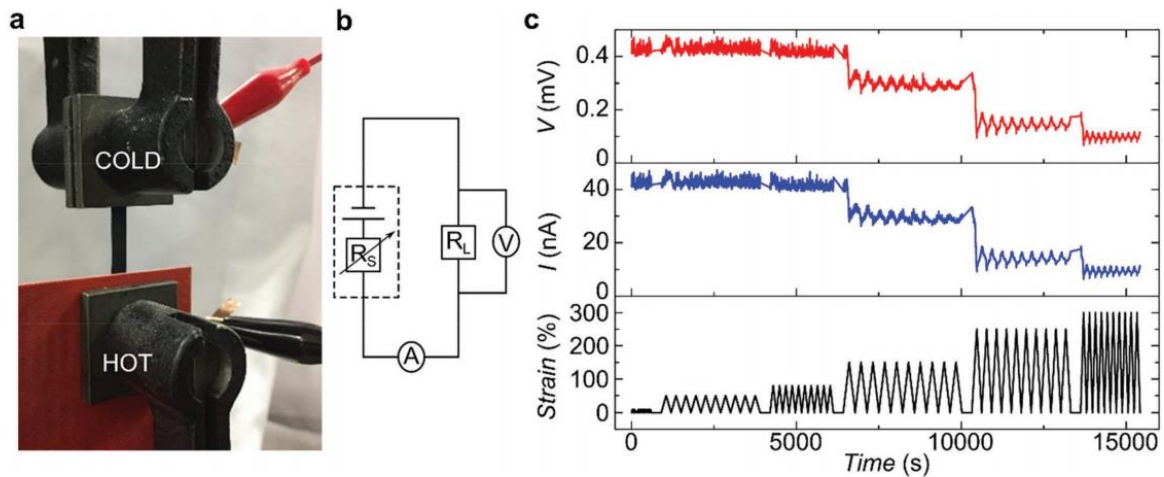 a
COLD
HOT
b
R_S
R_L
V
A
c
V (mV)
0.4
0.2
0
I (nA)
40
20
0
Strain (%)
300
200
100
0
0
5000
10000
15000
Time (s)